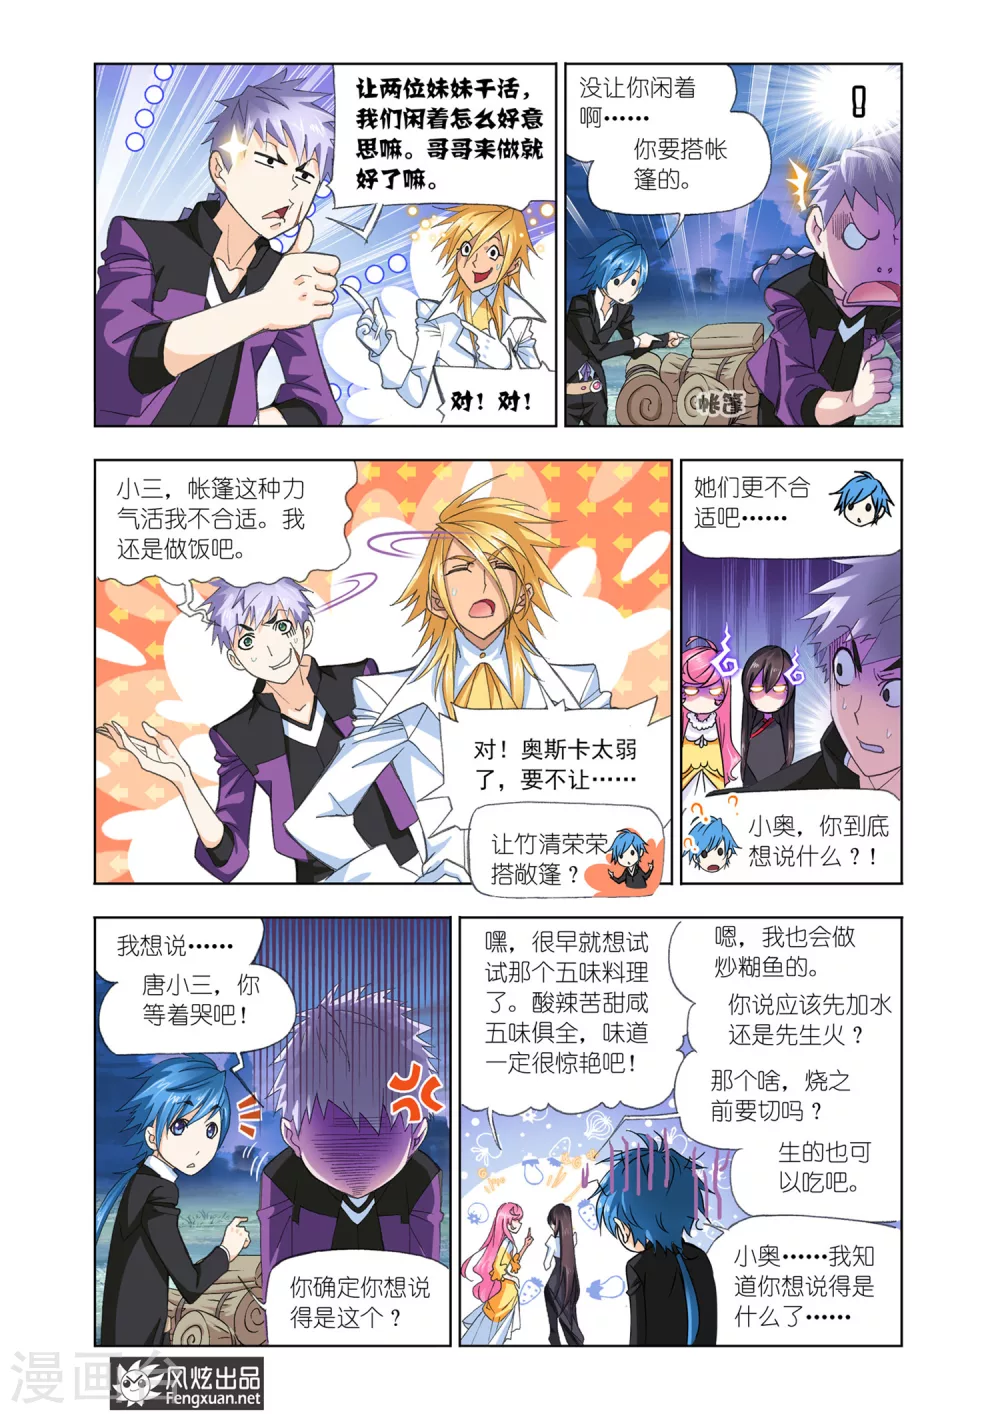 让两位妹妹干活，
我们闲着怎么好意
思嘛。哥哥来做就
好了嘛。
对！对！
没让你闲着
啊……
你要搭帐
篷的。
！
帐篷
小三，帐篷这种力
气活我不合适。我
还是做饭吧。
对！奥斯卡太弱
了，要不让……
让竹清荣荣
搭敞篷？
她们更不合
适吧……
小奥，你到底
想说什么？！
我想说……
唐小三，你
等着哭吧！
你确定你想说
得是这个？
嘿，很早就想试
试那个五味料理
了。酸辣苦甜咸
五味俱全，味道
一定很惊艳吧！
嗯，我也会做
炒糊鱼的。
你说应该先加水
还是先生火？
那个啥，烧之
前要切吗？
生的也可
以吃吧。
小奥……我知
道你想说得是
什么了……
漫画台
风炫出品
Fengxuan.net